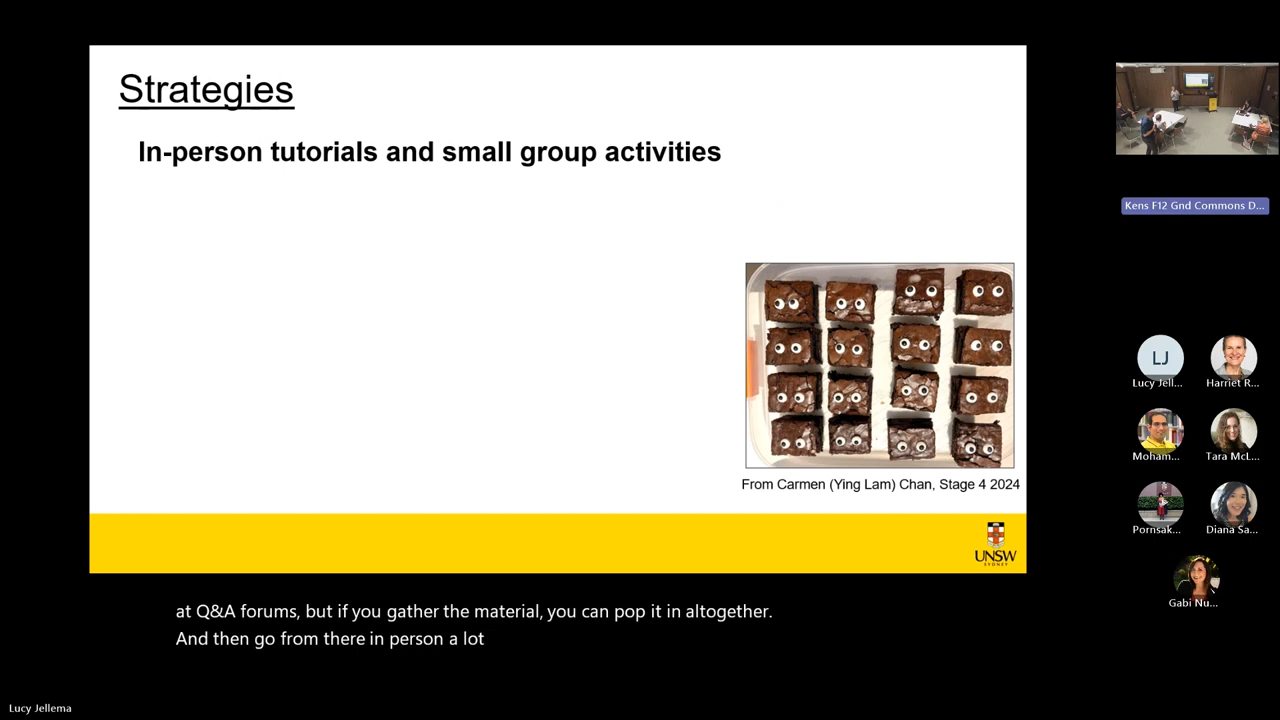 Strategies
In-person tutorials and small group activities
From Carmen (Ying Lam) Chan, Stage 4 2024
UNSW
SYDNEY
at Q&A forums, but if you gather the material, you can pop it in altogether.
And then go from there in person a lot
Lucy Jellema
Kens F12 Gnd Commons D...
LJ
Lucy Jell...
Harriet R...
Moham...
Tara McL...
Pornsak...
Diana Sa...
Gabi Nu...